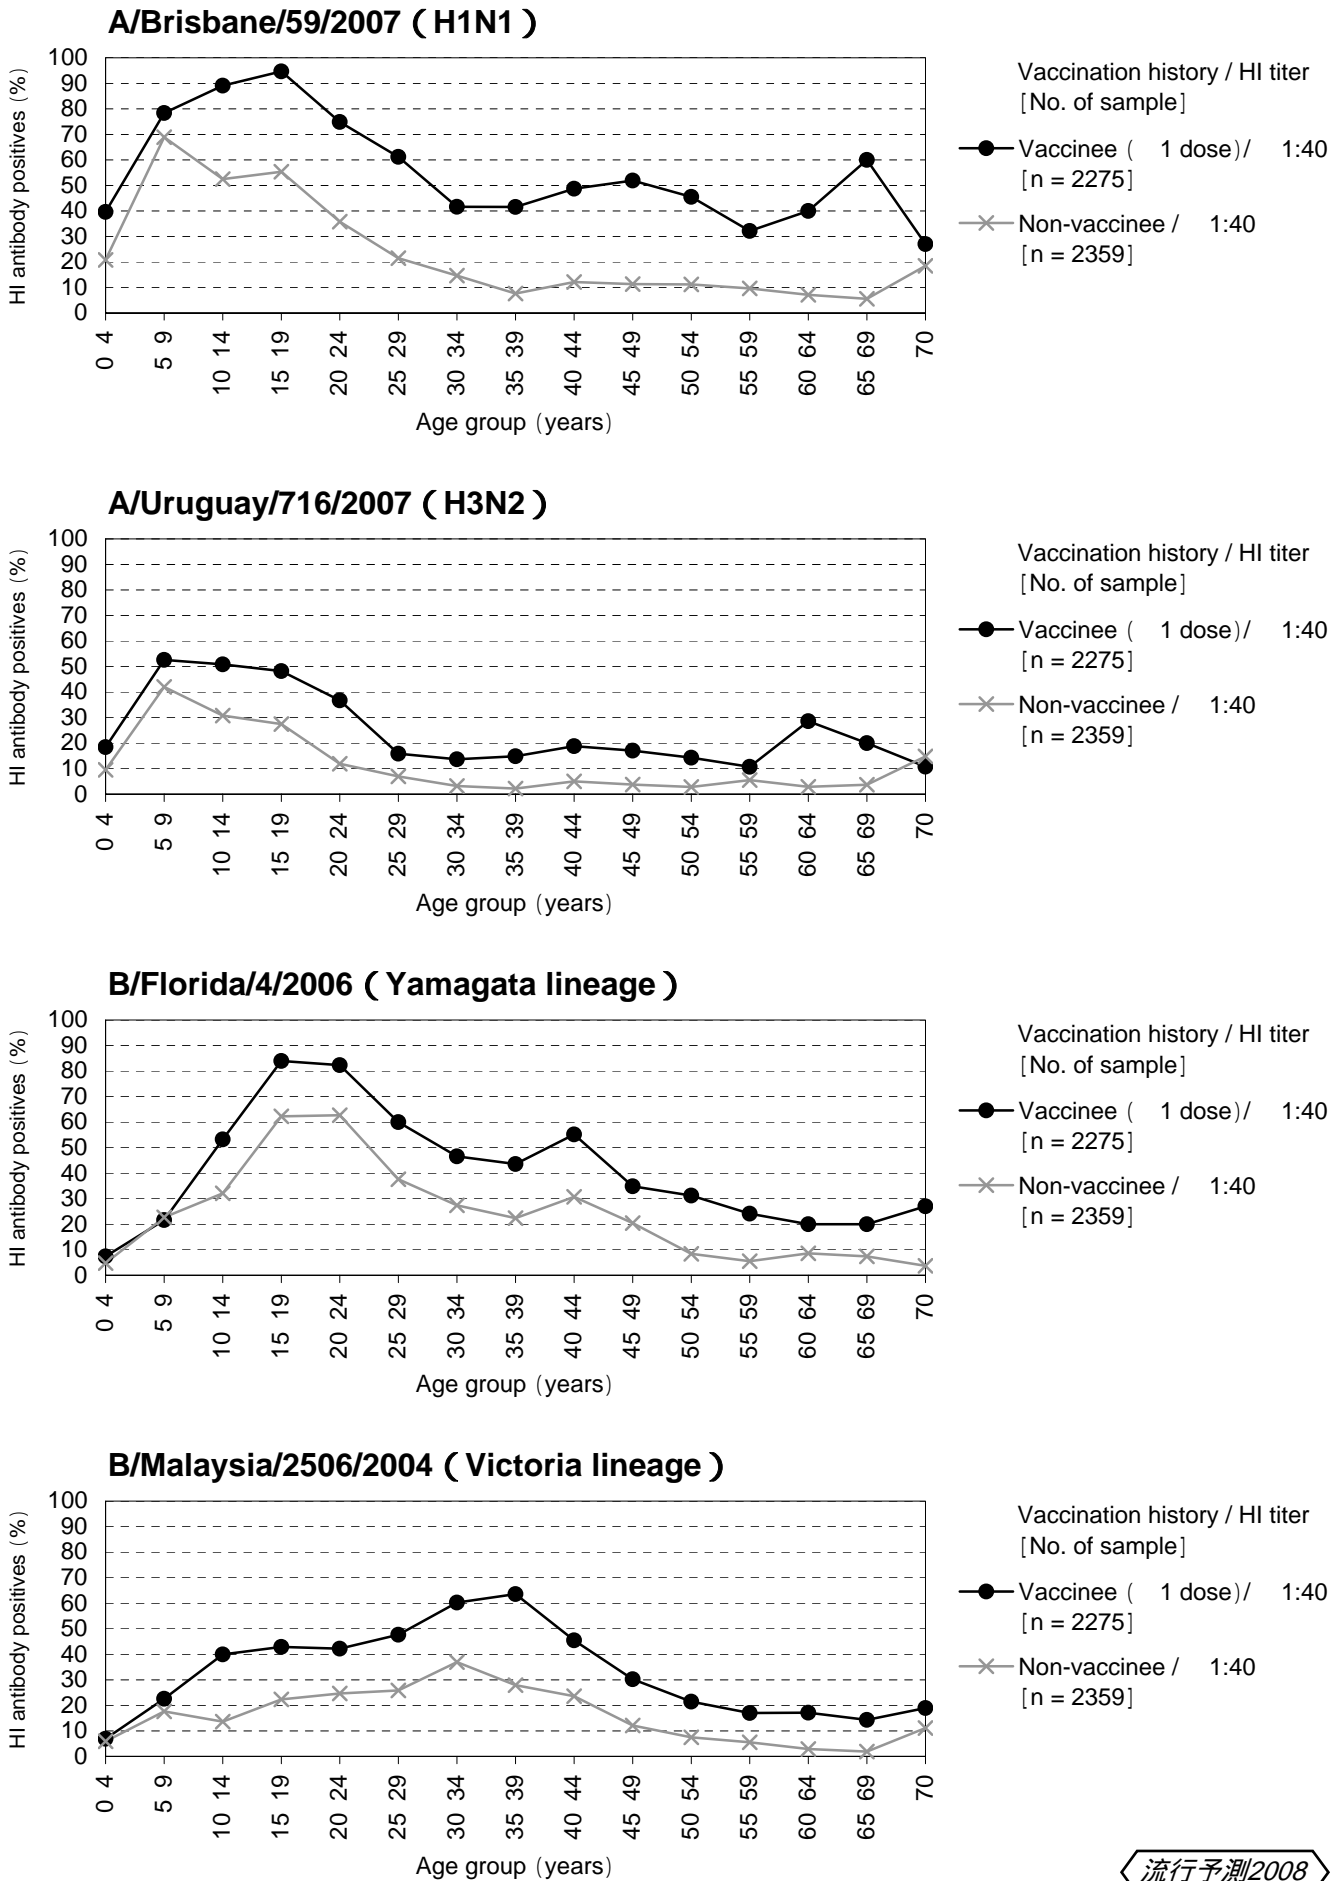 A/Brisbane/59/2007（H1N1）
100
90
80
70
60
50
40
30
20
10
0
HI antibody positives (%)
0 4
5 9
10 14
15 19
20 24
25 29
30 34
35 39
40 44
45 49
50 54
55 59
60 64
65 69
70
Age group (years)
Vaccination history / HI titer
[No. of sample]
Vaccinee ( 1 dose)/ 1:40
[n = 2275]
Non-vaccinee / 1:40
[n = 2359]
A/Uruguay/716/2007（H3N2）
100
90
80
70
60
50
40
30
20
10
0
HI antibody positives (%)
0 4
5 9
10 14
15 19
20 24
25 29
30 34
35 39
40 44
45 49
50 54
55 59
60 64
65 69
70
Age group (years)
Vaccination history / HI titer
[No. of sample]
Vaccinee ( 1 dose)/ 1:40
[n = 2275]
Non-vaccinee / 1:40
[n = 2359]
B/Florida/4/2006（Yamagata lineage）
100
90
80
70
60
50
40
30
20
10
0
HI antibody positives (%)
0 4
5 9
10 14
15 19
20 24
25 29
30 34
35 39
40 44
45 49
50 54
55 59
60 64
65 69
70
Age group (years)
Vaccination history / HI titer
[No. of sample]
Vaccinee ( 1 dose)/ 1:40
[n = 2275]
Non-vaccinee / 1:40
[n = 2359]
B/Malaysia/2506/2004（Victoria lineage）
100
90
80
70
60
50
40
30
20
10
0
HI antibody positives (%)
0 4
5 9
10 14
15 19
20 24
25 29
30 34
35 39
40 44
45 49
50 54
55 59
60 64
65 69
70
Age group (years)
Vaccination history / HI titer
[No. of sample]
Vaccinee ( 1 dose)/ 1:40
[n = 2275]
Non-vaccinee / 1:40
[n = 2359]
流行予測2008